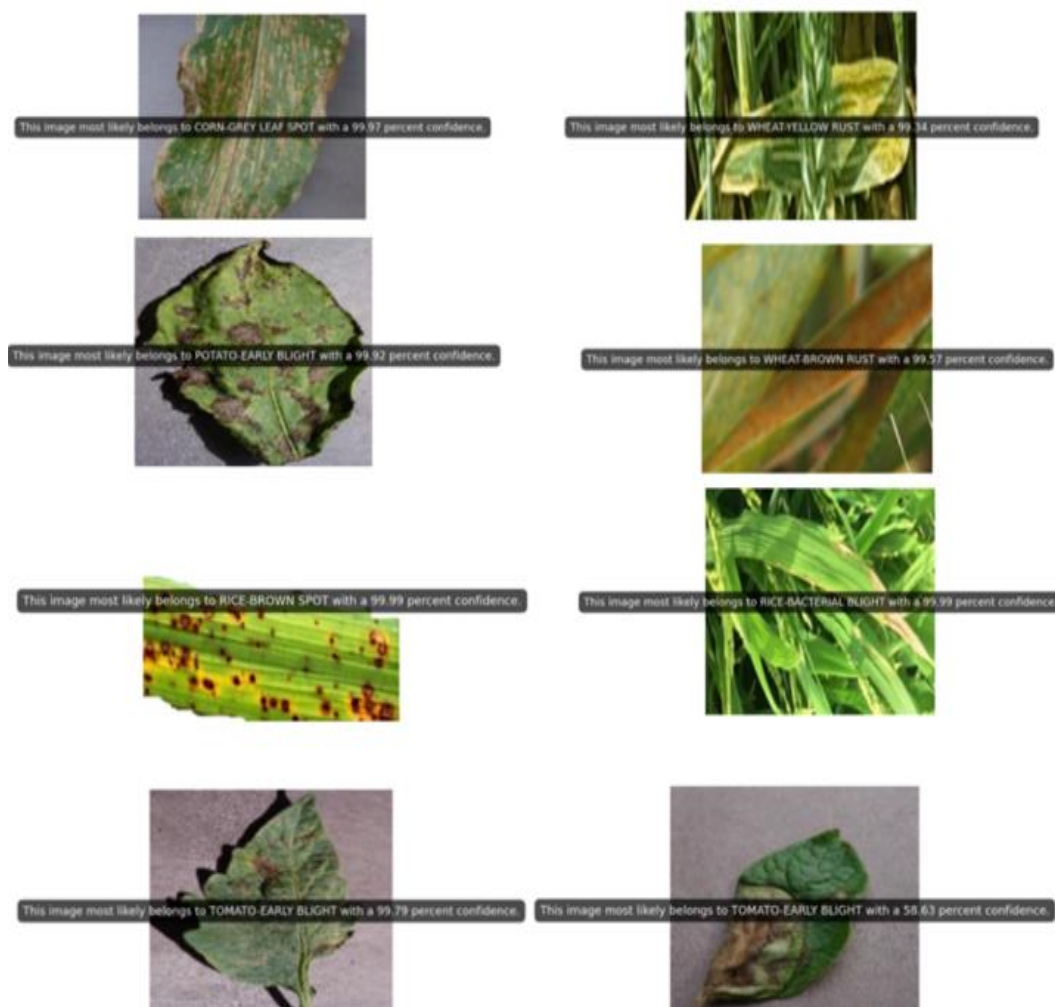 This image most likely belongs to CORN-GREY LEAF SPOT with a 99.97 percent confidence.
This image most likely belongs to WHEAT-YELLOW RUST with a 99.34 percent confidence.
This image most likely belongs to POTATO-EARLY BLIGHT with a 99.92 percent confidence.
This image most likely belongs to WHEAT-BROWN RUST with a 99.57 percent confidence.
This image most likely belongs to RICE-BROWN SPOT with a 99.99 percent confidence.
This image most likely belongs to RICE-BACTERIAL BLIGHT with a 99.99 percent confidence
This image most likely belongs to TOMATO-EARLY BLIGHT with a 99.79 percent confidence.
This image most likely belongs to TOMATO-EARLY BLIGHT with a 58.63 percent confidence.